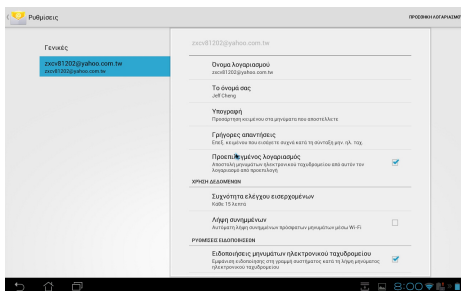 Ρυθμίσεις
ΠΡΟΣΘΗΚΗ ΛΟΓΑΡΙΑΣΜΟΥ
Γενικές
zxcv81202@yahoo.com.tw
zxcv81202@yahoo.com.tw
zxcv81202@yahoo.com.tw
Όνομα λογαριασμού
zxcv81202@yahoo.com.tw
Το όνομά σας
Jeff Cheng
Υπογραφή
Προσάρτηση κειμένου στα μηνύματα που αποστέλλετε
Γρήγορες απαντήσεις
Επεξ. κειμένου που εισάγετε συχνά κατά τη σύνταξη μην. ηλ. ταχ.
Προεπιλεγμένος λογαριασμός
Αποστολή μηνυμάτων ηλεκτρονικού ταχυδρομείου από αυτόν τον
λογαριασμό από προεπιλογή
ΧΡΗΣΗ ΔΕΔΟΜΕΝΩΝ
Συχνότητα ελέγχου εισερχομένων
Κάθε 15 λεπτά
Λήψη συνημμένων
Αυτόματη λήψη συνημμένων πρόσφατων μηνυμάτων μέσω Wi-Fi
ΡΥΘΜΙΣΕΙΣ ΕΙΔΟΠΟΙΗΣΕΩΝ
Ειδοποιήσεις μηνυμάτων ηλεκτρονικού ταχυδρομείου
Εμφάνιση ειδοποίησης στη γραμμή συστήματος κατά τη λήψη μηνύματος
ηλεκτρονικού ταχυδρομείου
8:00